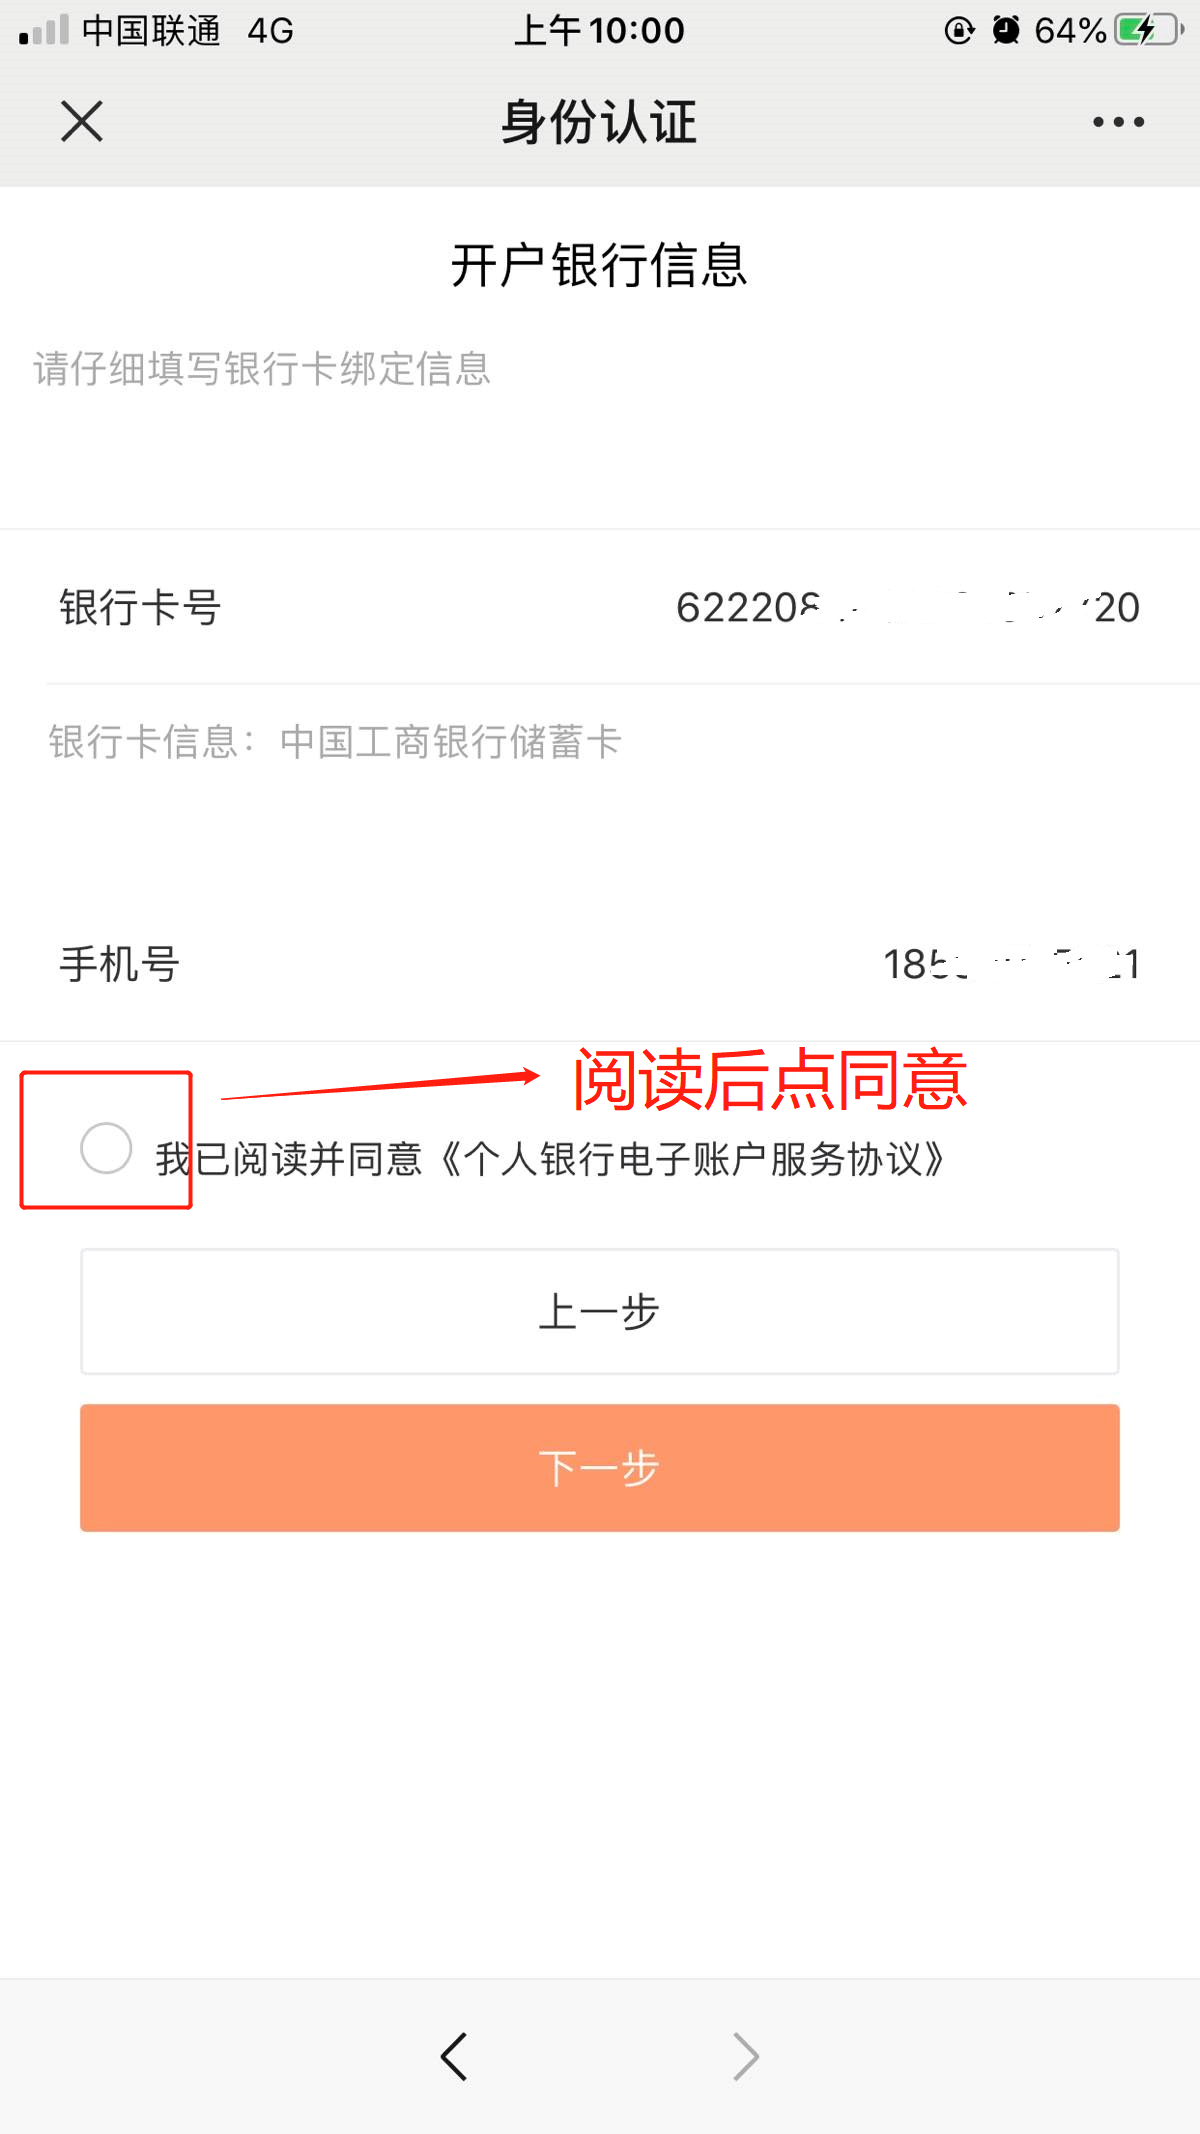 中国联通 4G 上午10:00 64%
身份认证
开户银行信息
请仔细填写银行卡绑定信息
银行卡号 622208 20
银行卡信息：中国工商银行储蓄卡
手机号 185 1
阅读后点同意
我已阅读并同意《个人银行电子账户服务协议》
上一步
下一步